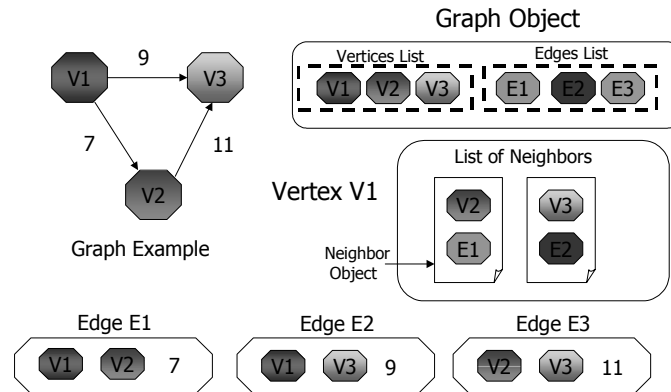 Graph Object
Vertices List
Edges List
V1 V2 V3
E1 E2 E3
V1
9
V3
7
11
V2
Graph Example
Vertex V1
List of Neighbors
V2
E1
V3
E2
Neighbor
Object
Edge E1
V1 V2 7
Edge E2
V1 V3 9
Edge E3
V2 V3 11